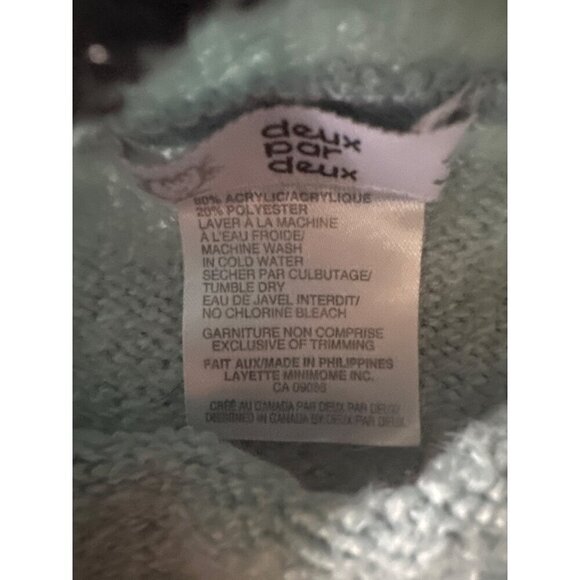 deux
par
deux
80% ACRYLIC/ACRYLIQUE
20% POLYESTER
LAVER À LA MACHINE
À L'EAU FROIDE/
MACHINE WASH
IN COLD WATER
SÉCHER PAR CULBUTAGE/
TUMBLE DRY
EAU DE JAVEL INTERDIT/
NO CHLORINE BLEACH
GARNITURE NON COMPRISE
EXCLUSIVE OF TRIMMING
FAIT AUX/MADE IN PHILIPPINES
LAYETTE MINIMOME INC.
CA 09086
CRÉÉ AU CANADA PAR DEUX PAR DEUX/
DESIGNED IN CANADA BY DEUX PAR DEUX